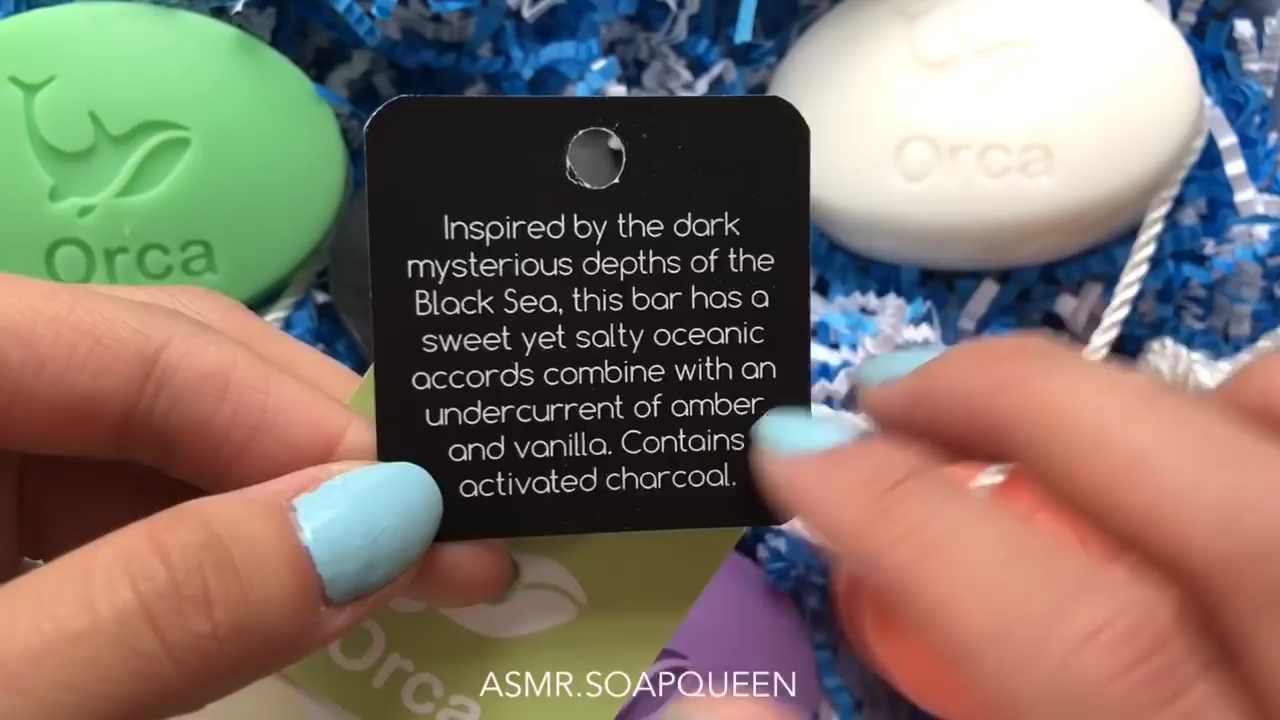 Orca
Orca
Inspired by the dark
mysterious depths of the
Black Sea, this bar has a
sweet yet salty oceanic
accords combine with an
undercurrent of amber
and vanilla. Contains
activated charcoal.
Orca
ASMR.SOAPQUEEN